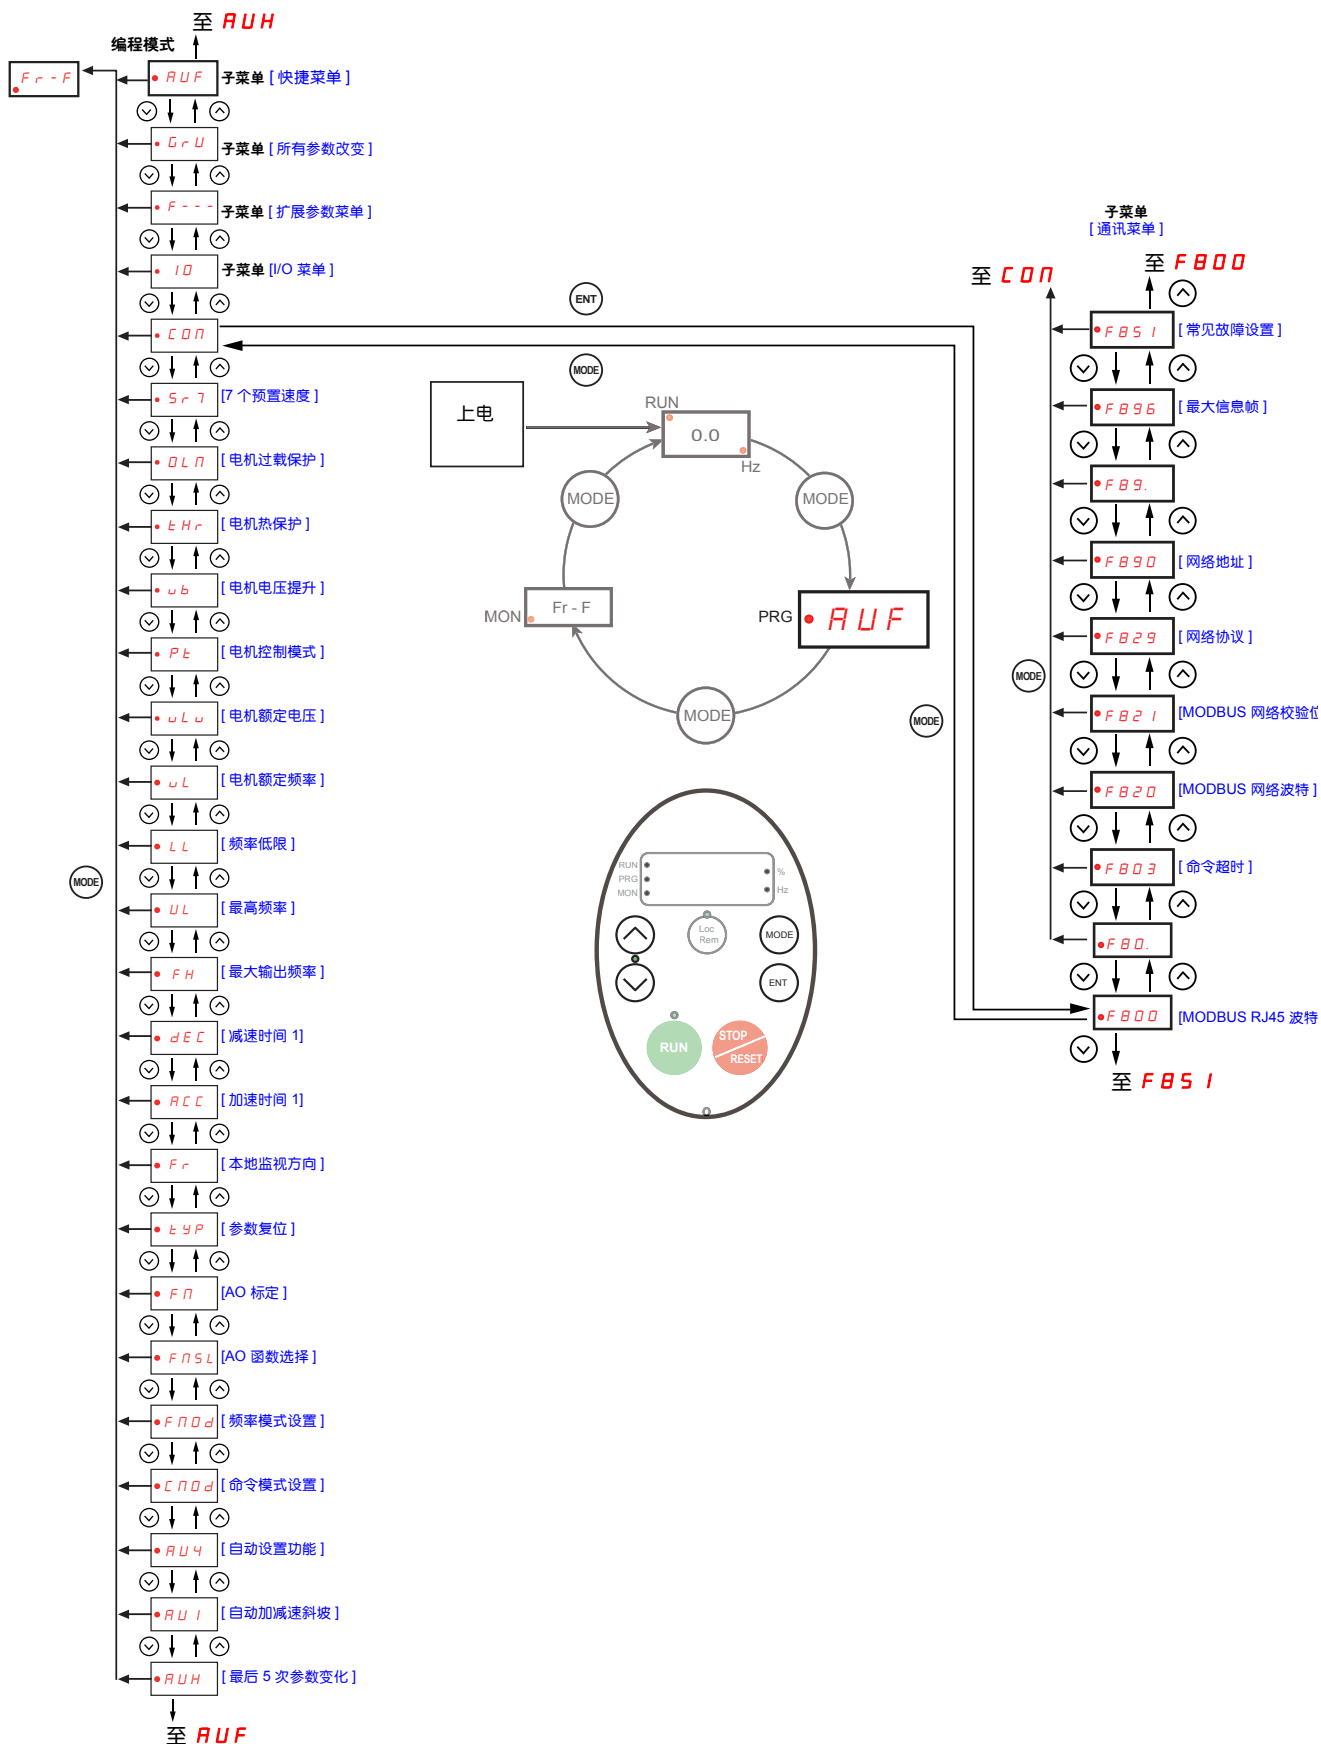 至 AUH
编程模式
Fr-F
AUF 子菜单 [ 快捷菜单 ]
GrU 子菜单 [ 所有参数改变 ]
F--- 子菜单 [ 扩展参数菜单 ]
IO 子菜单 [I/O 菜单 ]
COM
Sr7 [7 个预置速度 ]
OLM [ 电机过载保护 ]
tHr [ 电机热保护 ]
ub [ 电机电压提升 ]
Pt [ 电机控制模式 ]
uLu [ 电机额定电压 ]
uL [ 电机额定频率 ]
LL [ 频率低限 ]
MODE
UL [ 最高频率 ]
FH [ 最大输出频率 ]
dEC [ 减速时间 1]
ACC [ 加速时间 1]
Fr [ 本地监视方向 ]
tYP [ 参数复位 ]
FM [AO 标定 ]
FMSL [AO 函数选择 ]
FMOd [ 频率模式设置 ]
CMOd [ 命令模式设置 ]
AU4 [ 自动设置功能 ]
AU1 [ 自动加减速斜坡 ]
AUH [ 最后 5 次参数变化 ]
至 AUF
ENT
MODE
上电
RUN
0.0
Hz
MODE
MODE
MON
Fr - F
PRG
AUF
MODE
MODE
RUN
PRG
MON
%
Hz
Loc
Rem
MODE
ENT
RUN
STOP
RESET
子菜单
[ 通讯菜单 ]
至 COM
至 F800
F851 [ 常见故障设置 ]
F896 [ 最大信息帧 ]
F89.
F890 [ 网络地址 ]
F829 [ 网络协议 ]
MODE
F821 [MODBUS 网络校验位
F820 [MODBUS 网络波特 ]
F803 [ 命令超时 ]
F80.
F800 [MODBUS RJ45 波特
至 F851